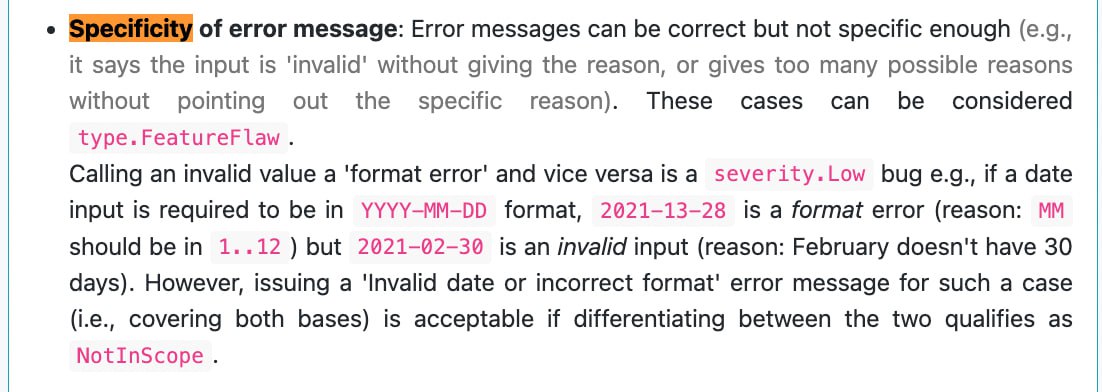 • Specificity of error message: Error messages can be correct but not specific enough (e.g.,
it says the input is 'invalid' without giving the reason, or gives too many possible reasons
without pointing out the specific reason). These cases can be considered
type.FeatureFlaw .
Calling an invalid value a 'format error' and vice versa is a severity.Low bug e.g., if a date
input is required to be in YYYY-MM-DD format, 2021-13-28 is a format error (reason: MM
should be in 1..12 ) but 2021-02-30 is an invalid input (reason: February doesn't have 30
days). However, issuing a 'Invalid date or incorrect format' error message for such a case
(i.e., covering both bases) is acceptable if differentiating between the two qualifies as
NotInScope .